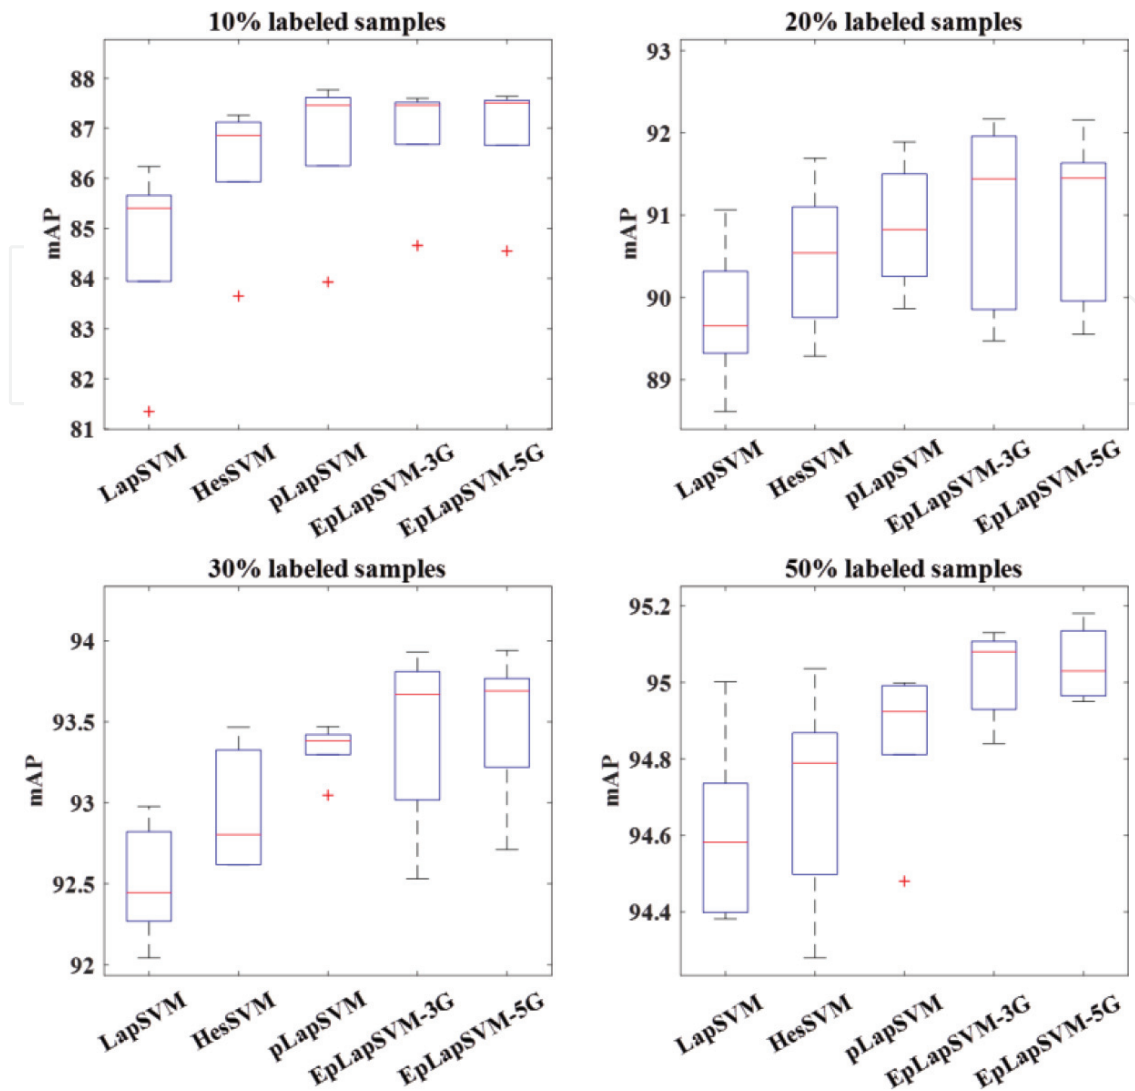 10% labeled samples
mAP
88
87
86
85
84
83
82
81
LapSVM
HesSVM
pLapSVM
EpLapSVM-3G
EpLapSVM-5G
20% labeled samples
mAP
93
92
91
90
89
LapSVM
HesSVM
pLapSVM
EpLapSVM-3G
EpLapSVM-5G
30% labeled samples
mAP
94
93.5
93
92.5
92
LapSVM
HesSVM
pLapSVM
EpLapSVM-3G
EpLapSVM-5G
50% labeled samples
mAP
95.2
95
94.8
94.6
94.4
LapSVM
HesSVM
pLapSVM
EpLapSVM-3G
EpLapSVM-5G